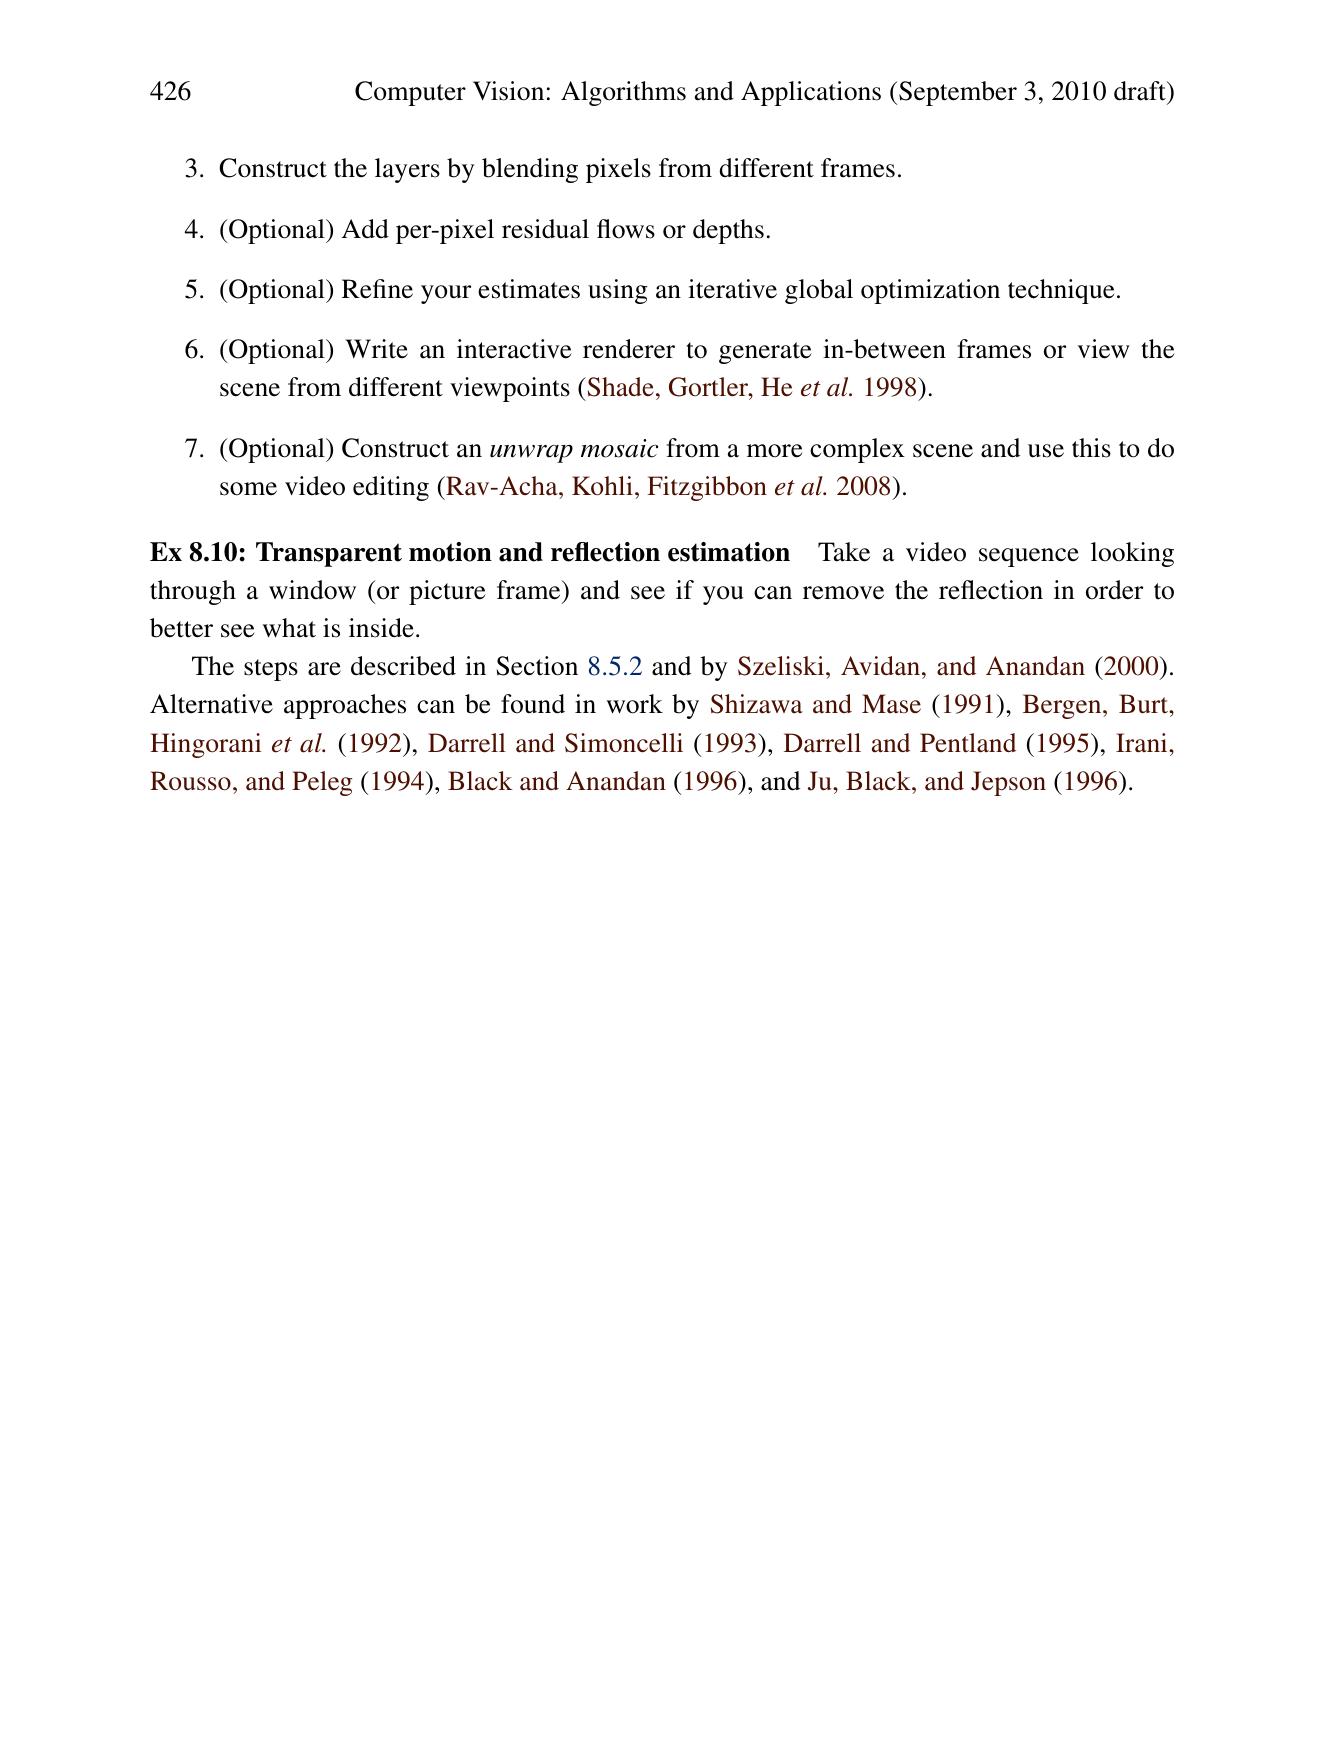 426 Computer Vision: Algorithms and Applications (September 3, 2010 draft)
3. Construct the layers by blending pixels from different frames.
4. (Optional) Add per-pixel residual flows or depths.
5. (Optional) Refine your estimates using an iterative global optimization technique.
6. (Optional) Write an interactive renderer to generate in-between frames or view the
scene from different viewpoints (Shade, Gortler, He et al. 1998).
7. (Optional) Construct an unwrap mosaic from a more complex scene and use this to do
some video editing (Rav-Acha, Kohli, Fitzgibbon et al. 2008).
Ex 8.10: Transparent motion and reflection estimation Take a video sequence looking
through a window (or picture frame) and see if you can remove the reflection in order to
better see what is inside.
The steps are described in Section 8.5.2 and by Szeliski, Avidan, and Anandan (2000).
Alternative approaches can be found in work by Shizawa and Mase (1991), Bergen, Burt,
Hingorani et al. (1992), Darrell and Simoncelli (1993), Darrell and Pentland (1995), Irani,
Rousso, and Peleg (1994), Black and Anandan (1996), and Ju, Black, and Jepson (1996).